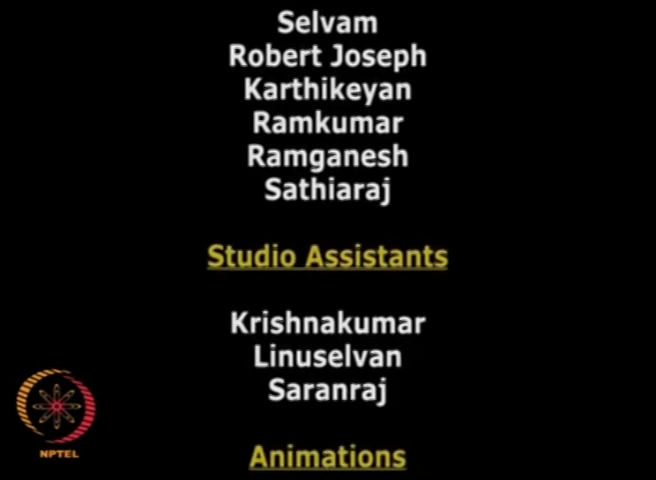 Selvam
Robert Joseph
Karthikeyan
Ramkumar
Ramganesh
Sathiaraj
Studio Assistants
Krishnakumar
Linuselvan
Saranraj
NPTEL
Animations